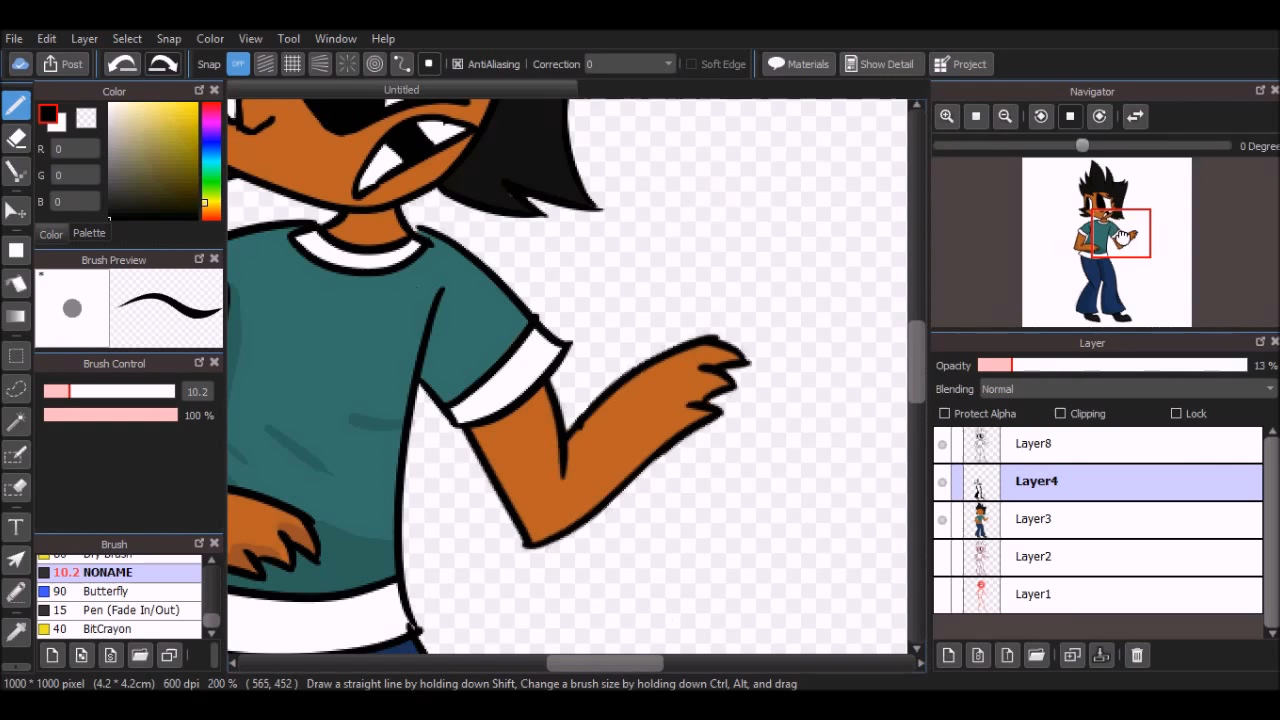 File Edit Layer Select Snap Color View Tool Window Help
Post Snap OFF AntiAliasing Correction 0 Soft Edge Materials Show Detail Project
Color Untitled Navigator
R 0
G 0
B 0
0 Degree
Color Palette
Brush Preview
Layer
Brush Control
Opacity 13 %
Blending Normal
10.2
100 %
Protect Alpha Clipping Lock
Layer8
Layer4
Layer3
Layer2
Layer1
Brush
Dry Brush
10.2 NONAME
90 Butterfly
15 Pen (Fade In/Out)
40 BitCrayon
1000 * 1000 pixel (4.2 * 4.2cm) 600 dpi 200 % ( 565, 452 ) Draw a straight line by holding down Shift, Change a brush size by holding down Ctrl, Alt, and drag